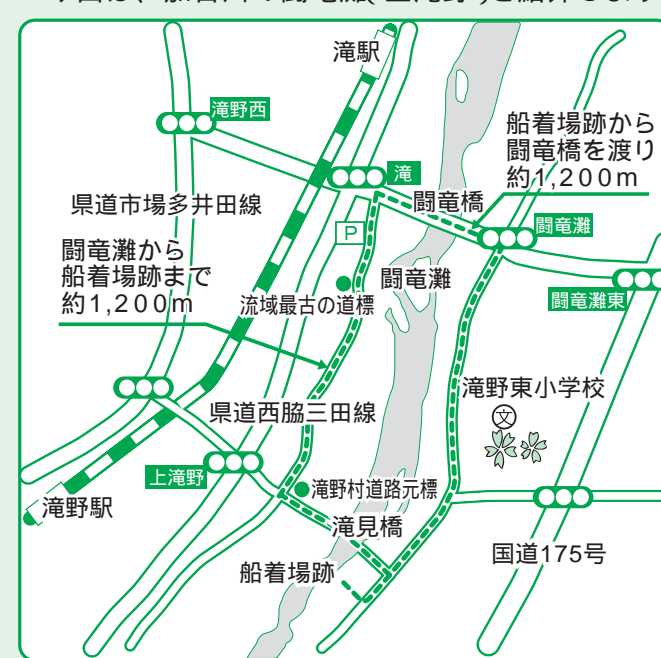 滝駅
滝野西
船着場跡から
闘竜橋を渡り
約1,200m
滝
県道市場多井田線
闘竜橋
P
闘竜灘
闘竜灘から
船着場跡まで
約1,200m
闘竜灘
闘竜灘東
流域最古の道標
滝野東小学校
文
県道西脇三田線
上滝野
滝野村道路元標
滝野駅
滝見橋
国道175号
船着場跡